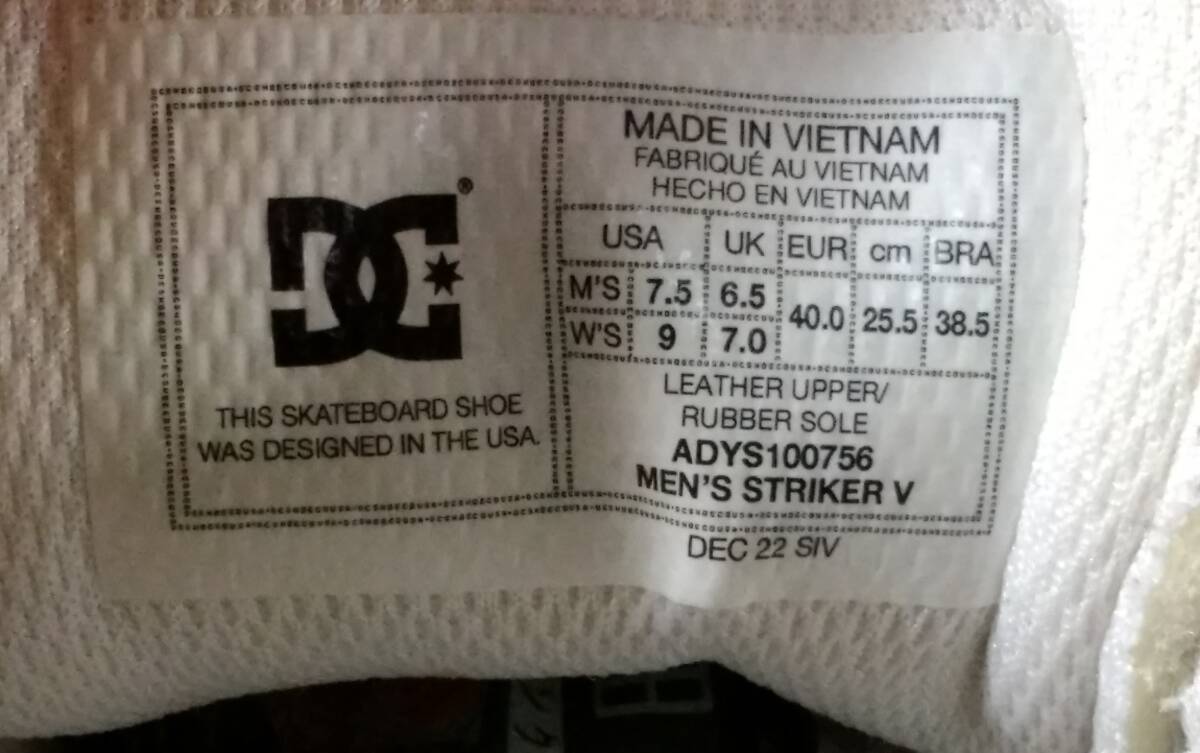 DC®
THIS SKATEBOARD SHOE
WAS DESIGNED IN THE USA.
MADE IN VIETNAM
FABRIQUÉ AU VIETNAM
HECHO EN VIETNAM
USA UK EUR cm BRA
M'S 7.5 6.5 40.0 25.5 38.5
W'S 9 7.0
LEATHER UPPER/
RUBBER SOLE
ADYS100756
MEN'S STRIKER V
DEC 22 SIV